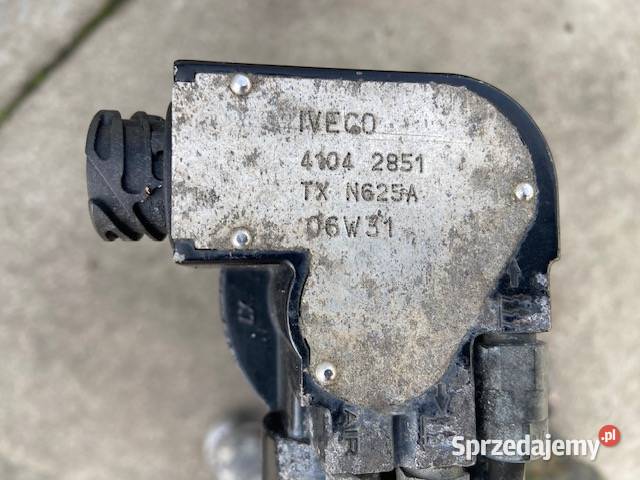 IVECO
4104 2851
TX N625A
06W31
AIR
Sprzedajemy.pl